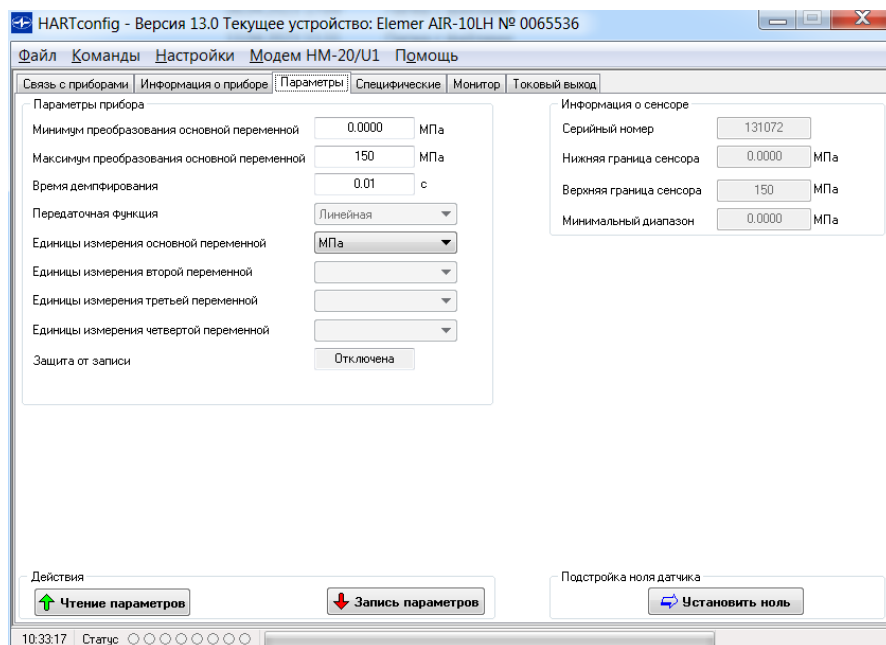 HARTconfig - Версия 13.0 Текущее устройство: Elemer AIR-10LH № 0065536
Файл Команды Настройки Модем HM-20/U1 Помощь
Связь с приборами Информация о приборе Параметры Специфические Монитор Токовый выход
Параметры прибора
Минимум преобразования основной переменной 0.0000 МПа
Максимум преобразования основной переменной 150 МПа
Время демпфирования 0.01 с
Передаточная функция Линейная
Единицы измерения основной переменной МПа
Единицы измерения второй переменной
Единицы измерения третьей переменной
Единицы измерения четвертой переменной
Защита от записи Отключена
Информация о сенсоре
Серийный номер 131072
Нижняя граница сенсора 0.0000 МПа
Верхняя граница сенсора 150 МПа
Минимальный диапазон 0.0000 МПа
Действия
Чтение параметров Запись параметров
Подстройка ноля датчика
Установить ноль
10:33:17 Статус